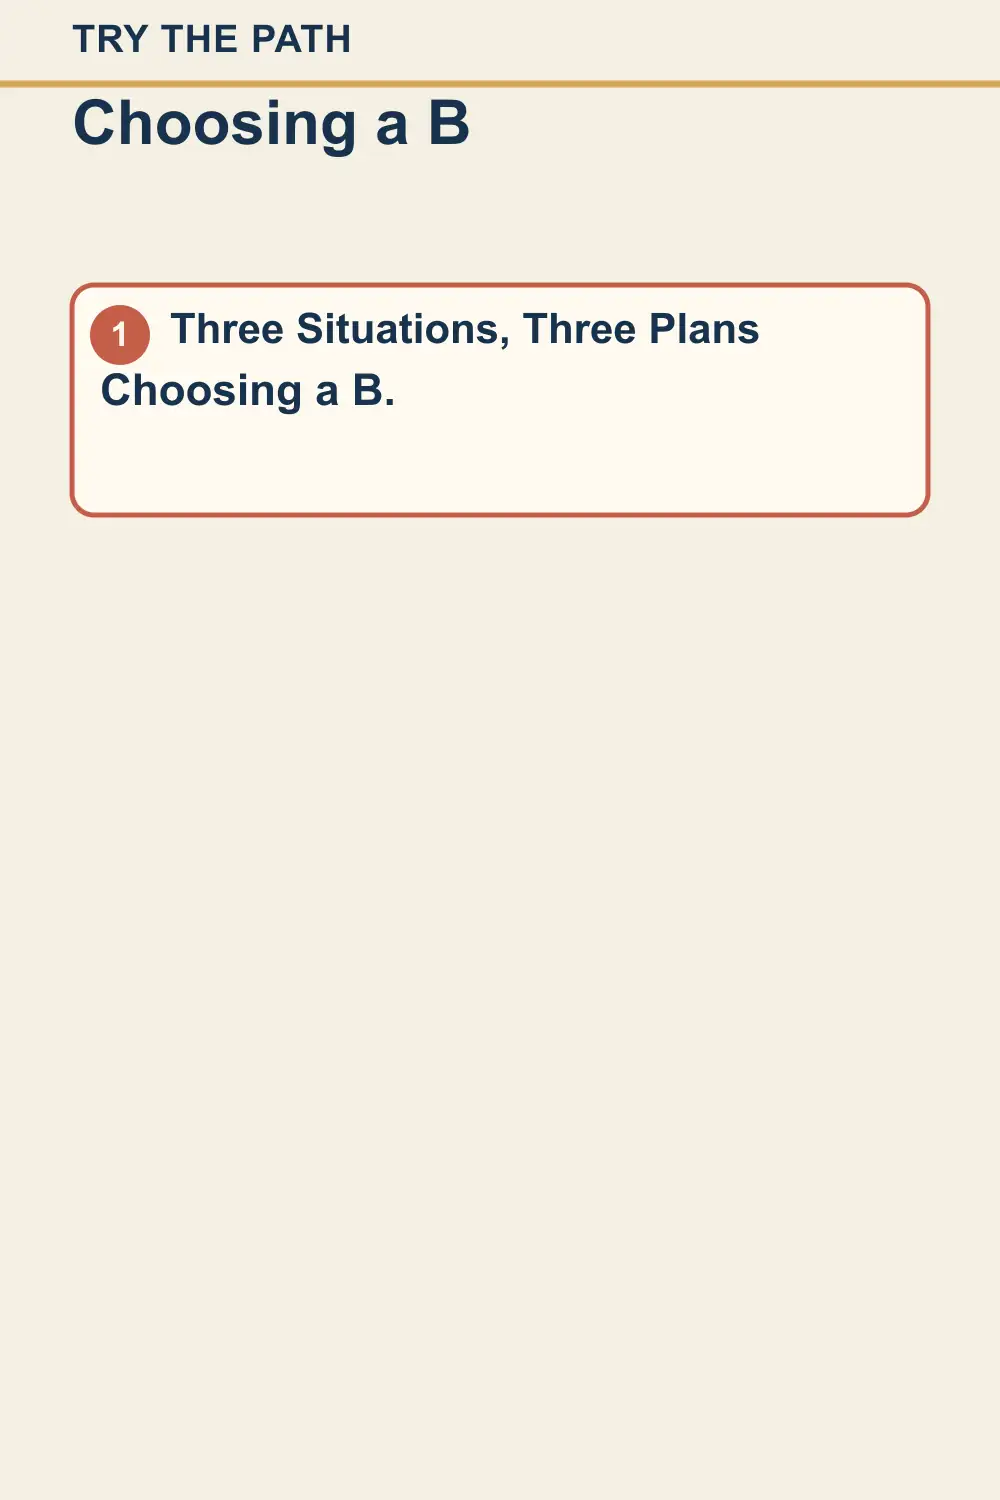 TRY THE PATH
Choosing a B
1 Three Situations, Three Plans
Choosing a B.